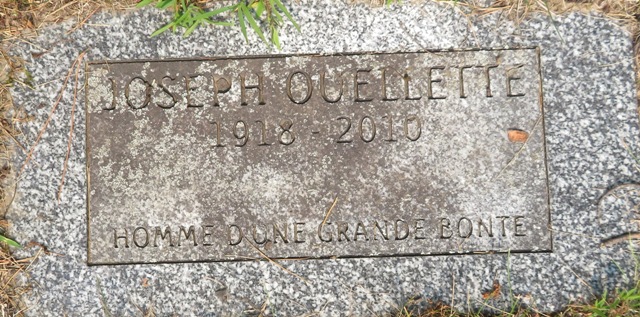 JOSEPH OUELLETTE
1918 - 2010
HOMME D'UNE GRANDE BONTE